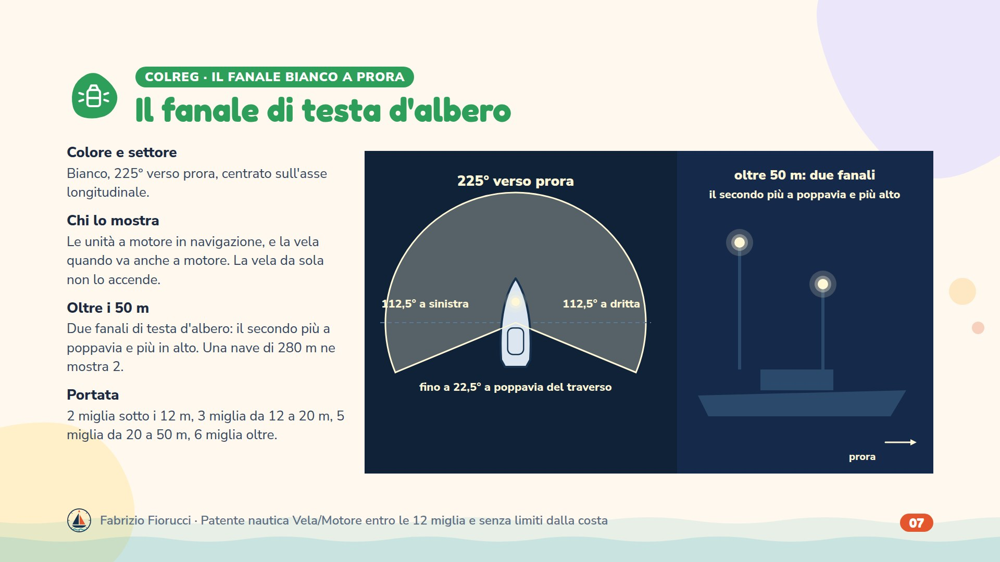 COLREG · IL FANALE BIANCO A PRORA
Il fanale di testa d'albero
Colore e settore
Bianco, 225° verso prora, centrato sull'asse
longitudinale.
Chi lo mostra
Le unità a motore in navigazione, e la vela
quando va anche a motore. La vela da sola
non lo accende.
Oltre i 50 m
Due fanali di testa d'albero: il secondo più a
poppavia e più in alto. Una nave di 280 m ne
mostra 2.
Portata
2 miglia sotto i 12 m, 3 miglia da 12 a 20 m, 5
miglia da 20 a 50 m, 6 miglia oltre.
225° verso prora
112,5° a sinistra
112,5° a dritta
fino a 22,5° a poppavia del traverso
oltre 50 m: due fanali
il secondo più a poppavia e più alto
prora
Fabrizio Fiorucci · Patente nautica Vela/Motore entro le 12 miglia e senza limiti dalla costa
07